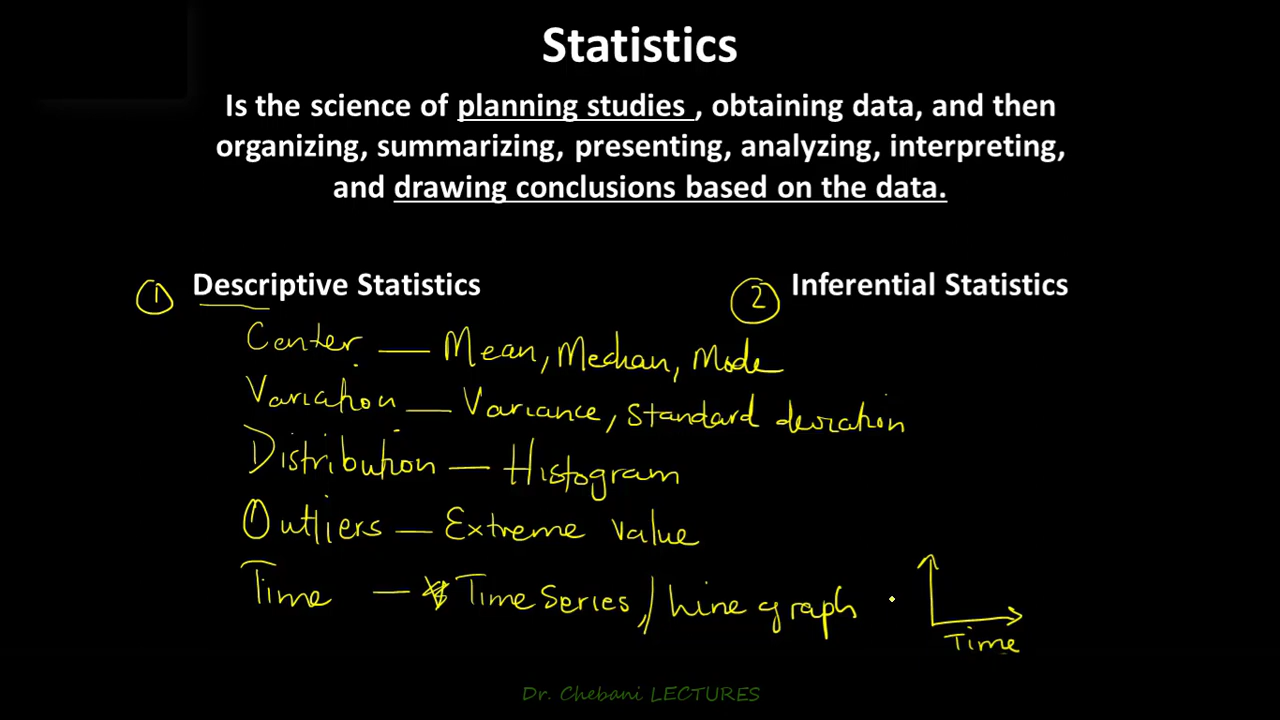 Statistics
Is the science of planning studies , obtaining data, and then
organizing, summarizing, presenting, analyzing, interpreting,
and drawing conclusions based on the data.
① Descriptive Statistics
② Inferential Statistics
Center — Mean, Median, Mode
Variation — Variance, Standard deviation
Distribution — Histogram
Outliers — Extreme value
Time — Time Series, / Line graph
Time
Dr. Chebani LECTURES